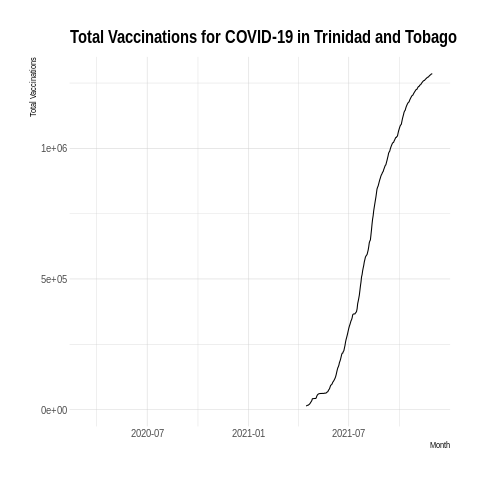 Total Vaccinations for COVID-19 in Trinidad and Tobago
Total Vaccinations
1e+06
5e+05
0e+00
2020-07 2021-01 2021-07
Month